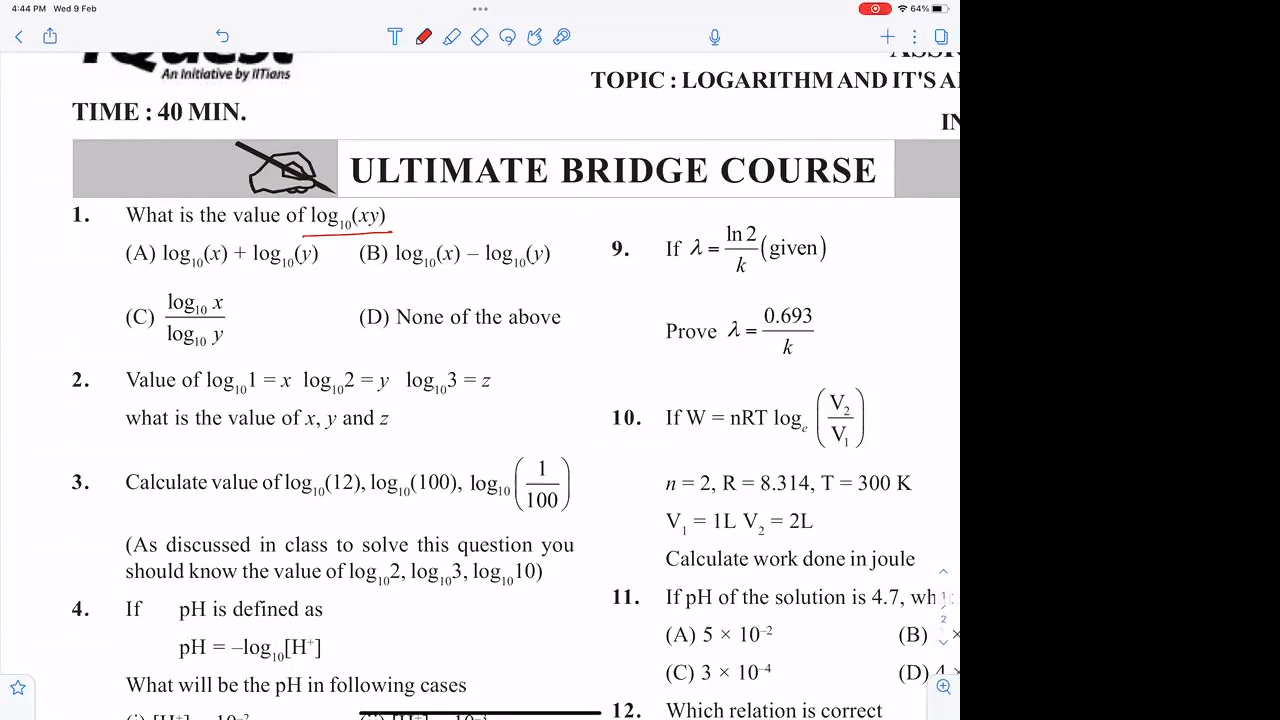 4:44 PM Wed 9 Feb
64%
An Initiative by IITians
TOPIC : LOGARITHM AND IT'S A
TIME : 40 MIN.
IN
ULTIMATE BRIDGE COURSE
1. What is the value of log₁₀(xy)
(A) log₁₀(x) + log₁₀(y) (B) log₁₀(x) – log₁₀(y)
(C) log₁₀ x / log₁₀ y (D) None of the above
2. Value of log₁₀1 = x log₁₀2 = y log₁₀3 = z
what is the value of x, y and z
3. Calculate value of log₁₀(12), log₁₀(100), log₁₀(1/100)
(As discussed in class to solve this question you
should know the value of log₁₀2, log₁₀3, log₁₀10)
4. If pH is defined as
pH = –log₁₀[H⁺]
What will be the pH in following cases
9. If λ = ln 2 / k (given)
Prove λ = 0.693 / k
10. If W = nRT logₑ (V₂ / V₁)
n = 2, R = 8.314, T = 300 K
V₁ = 1L V₂ = 2L
Calculate work done in joule
11. If pH of the solution is 4.7,
(A) 5 × 10⁻² (B)
(C) 3 × 10⁻⁴ (D) 4
12. Which relation is correct